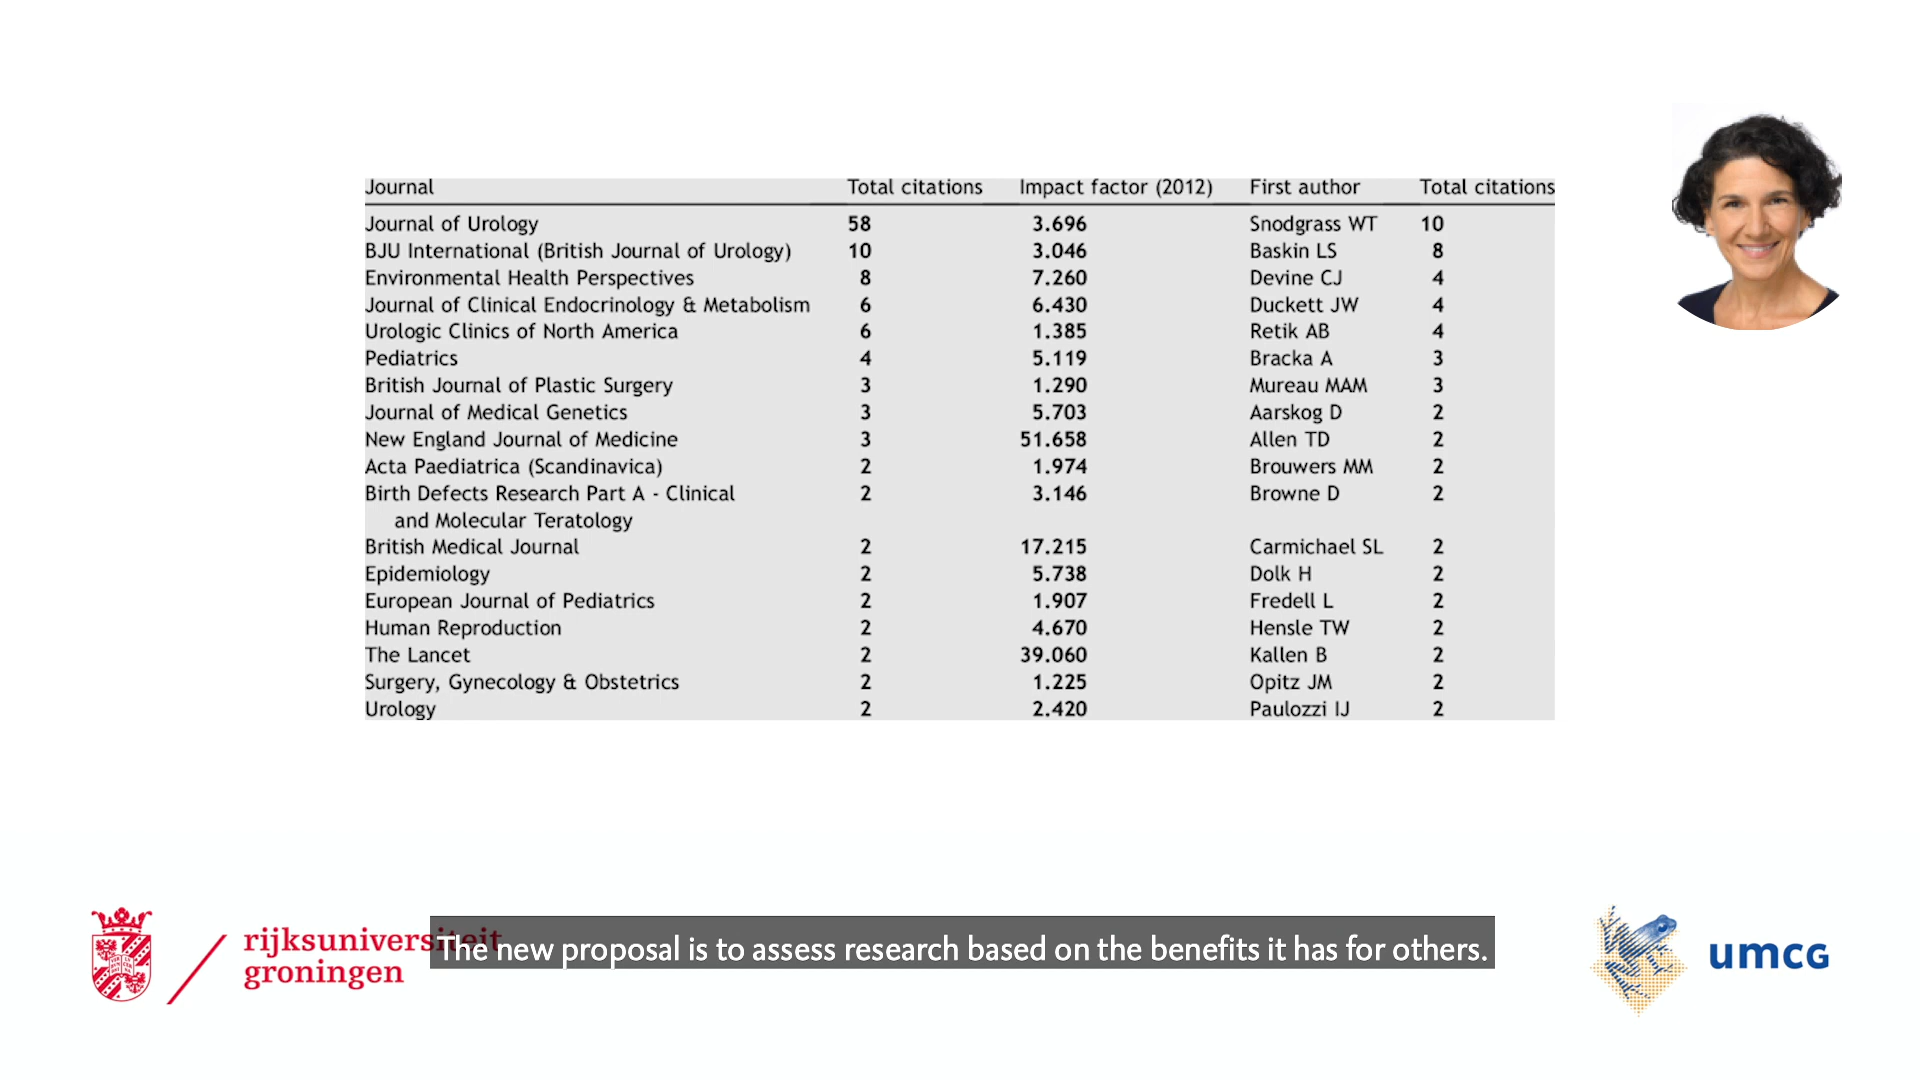 Journal Total citations Impact factor (2012) First author Total citations
Journal of Urology 58 3.696 Snodgrass WT 10
BJU International (British Journal of Urology) 10 3.046 Baskin LS 8
Environmental Health Perspectives 8 7.260 Devine CJ 4
Journal of Clinical Endocrinology & Metabolism 6 6.430 Duckett JW 4
Urologic Clinics of North America 6 1.385 Retik AB 4
Pediatrics 4 5.119 Bracka A 3
British Journal of Plastic Surgery 3 1.290 Mureau MAM 3
Journal of Medical Genetics 3 5.703 Aarskog D 2
New England Journal of Medicine 3 51.658 Allen TD 2
Acta Paediatrica (Scandinavica) 2 1.974 Brouwers MM 2
Birth Defects Research Part A - Clinical 2 3.146 Browne D 2
and Molecular Teratology
British Medical Journal 2 17.215 Carmichael SL 2
Epidemiology 2 5.738 Dolk H 2
European Journal of Pediatrics 2 1.907 Fredell L 2
Human Reproduction 2 4.670 Hensle TW 2
The Lancet 2 39.060 Kallen B 2
Surgery, Gynecology & Obstetrics 2 1.225 Opitz JM 2
Urology 2 2.420 Paulozzi IJ 2
rijksuniversiteit
groningen
The new proposal is to assess research based on the benefits it has for others.
umcg